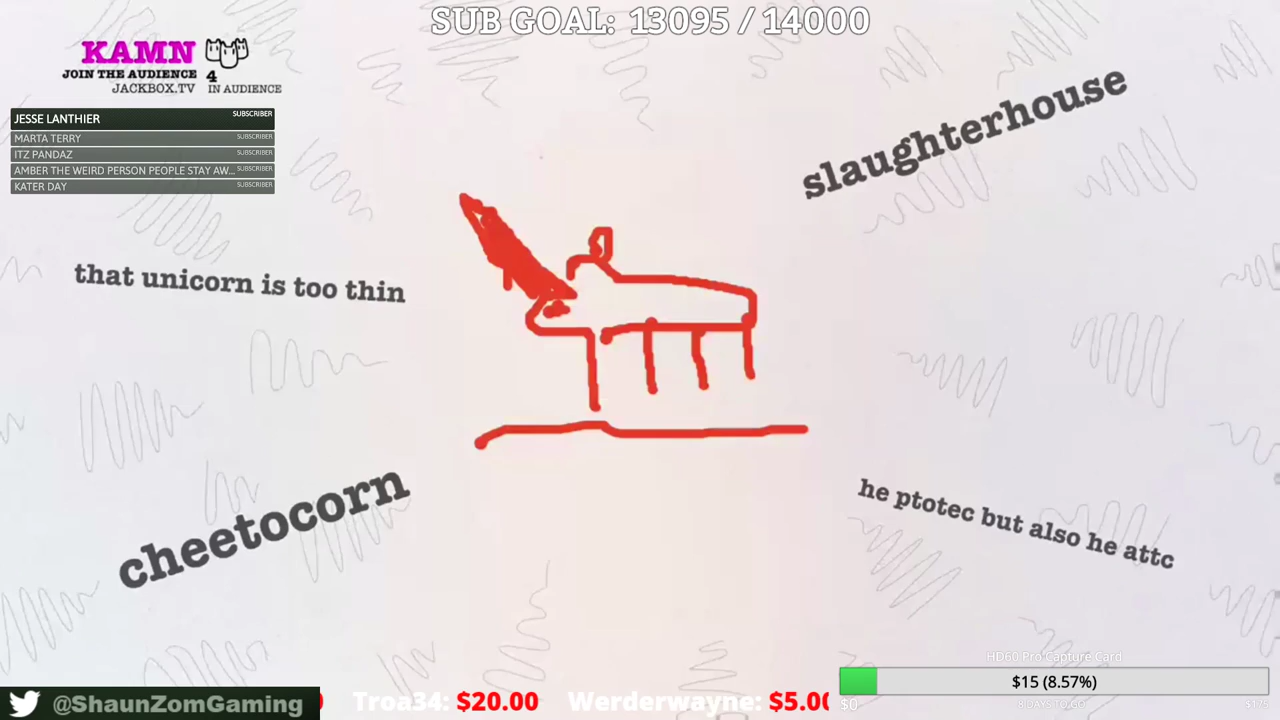 SUB GOAL: 13095 / 14000
KAMN
JOIN THE AUDIENCE 4
JACKBOX.TV IN AUDIENCE
JESSE LANTHIER SUBSCRIBER
MARTA TERRY SUBSCRIBER
ITZ PANDAZ SUBSCRIBER
AMBER THE WEIRD PERSON PEOPLE STAY AW... SUBSCRIBER
KATER DAY SUBSCRIBER
slaughterhouse
that unicorn is too thin
cheetocorn
he ptotec but also he attc
HD60 Pro Capture Card
$15 (8.57%)
$0 $175
@ShaunZomGaming
Troa34: $20.00 Werderwayne: $5.00